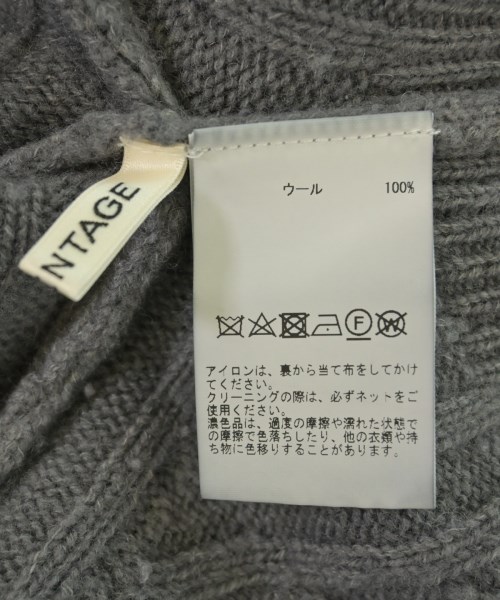 NTAGE
ウール 100%
F W
アイロンは、裏から当て布をしてかけ
てください。
クリーニングの際は、必ずネットをご
使用ください。
濃色品は、過度の摩擦や濡れた状態で
の摩擦で色落ちしたり、他の衣類や持
ち物に色移りすることがあります。